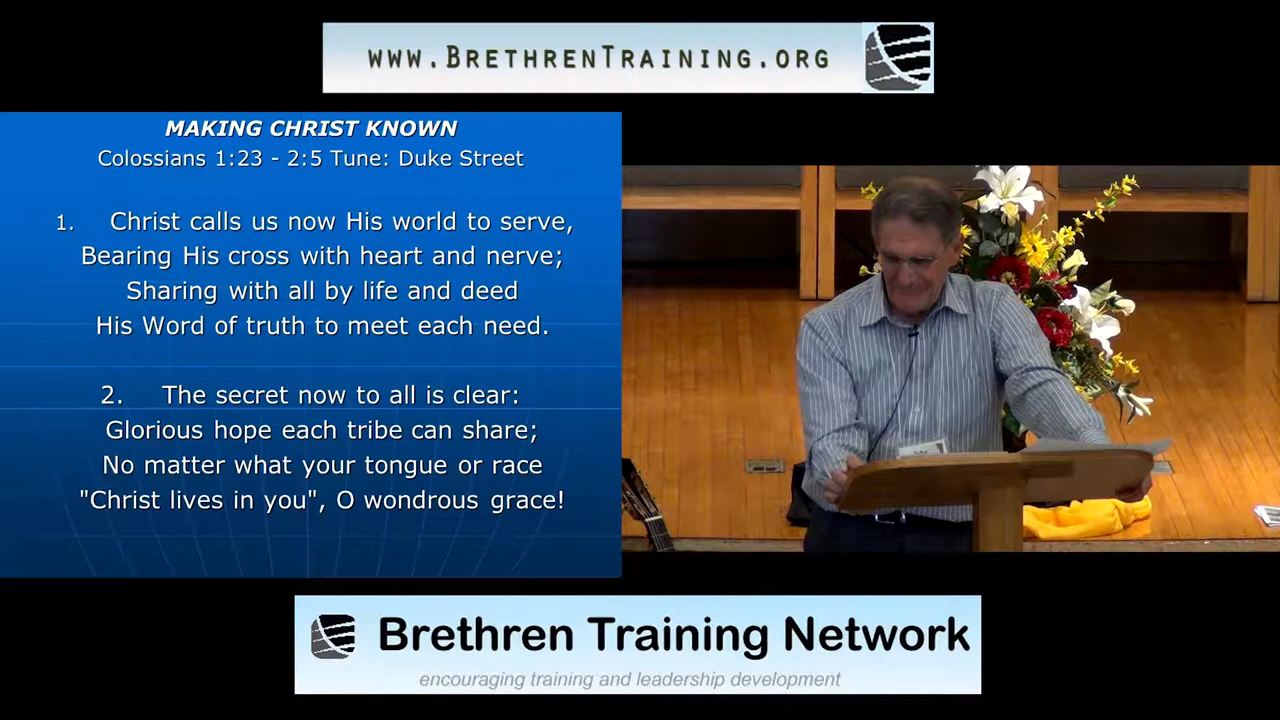 www.BrethrenTraining.org
MAKING CHRIST KNOWN
Colossians 1:23 - 2:5 Tune: Duke Street
1. Christ calls us now His world to serve,
Bearing His cross with heart and nerve;
Sharing with all by life and deed
His Word of truth to meet each need.
2. The secret now to all is clear:
Glorious hope each tribe can share;
No matter what your tongue or race
"Christ lives in you", O wondrous grace!
Brethren Training Network
encouraging training and leadership development